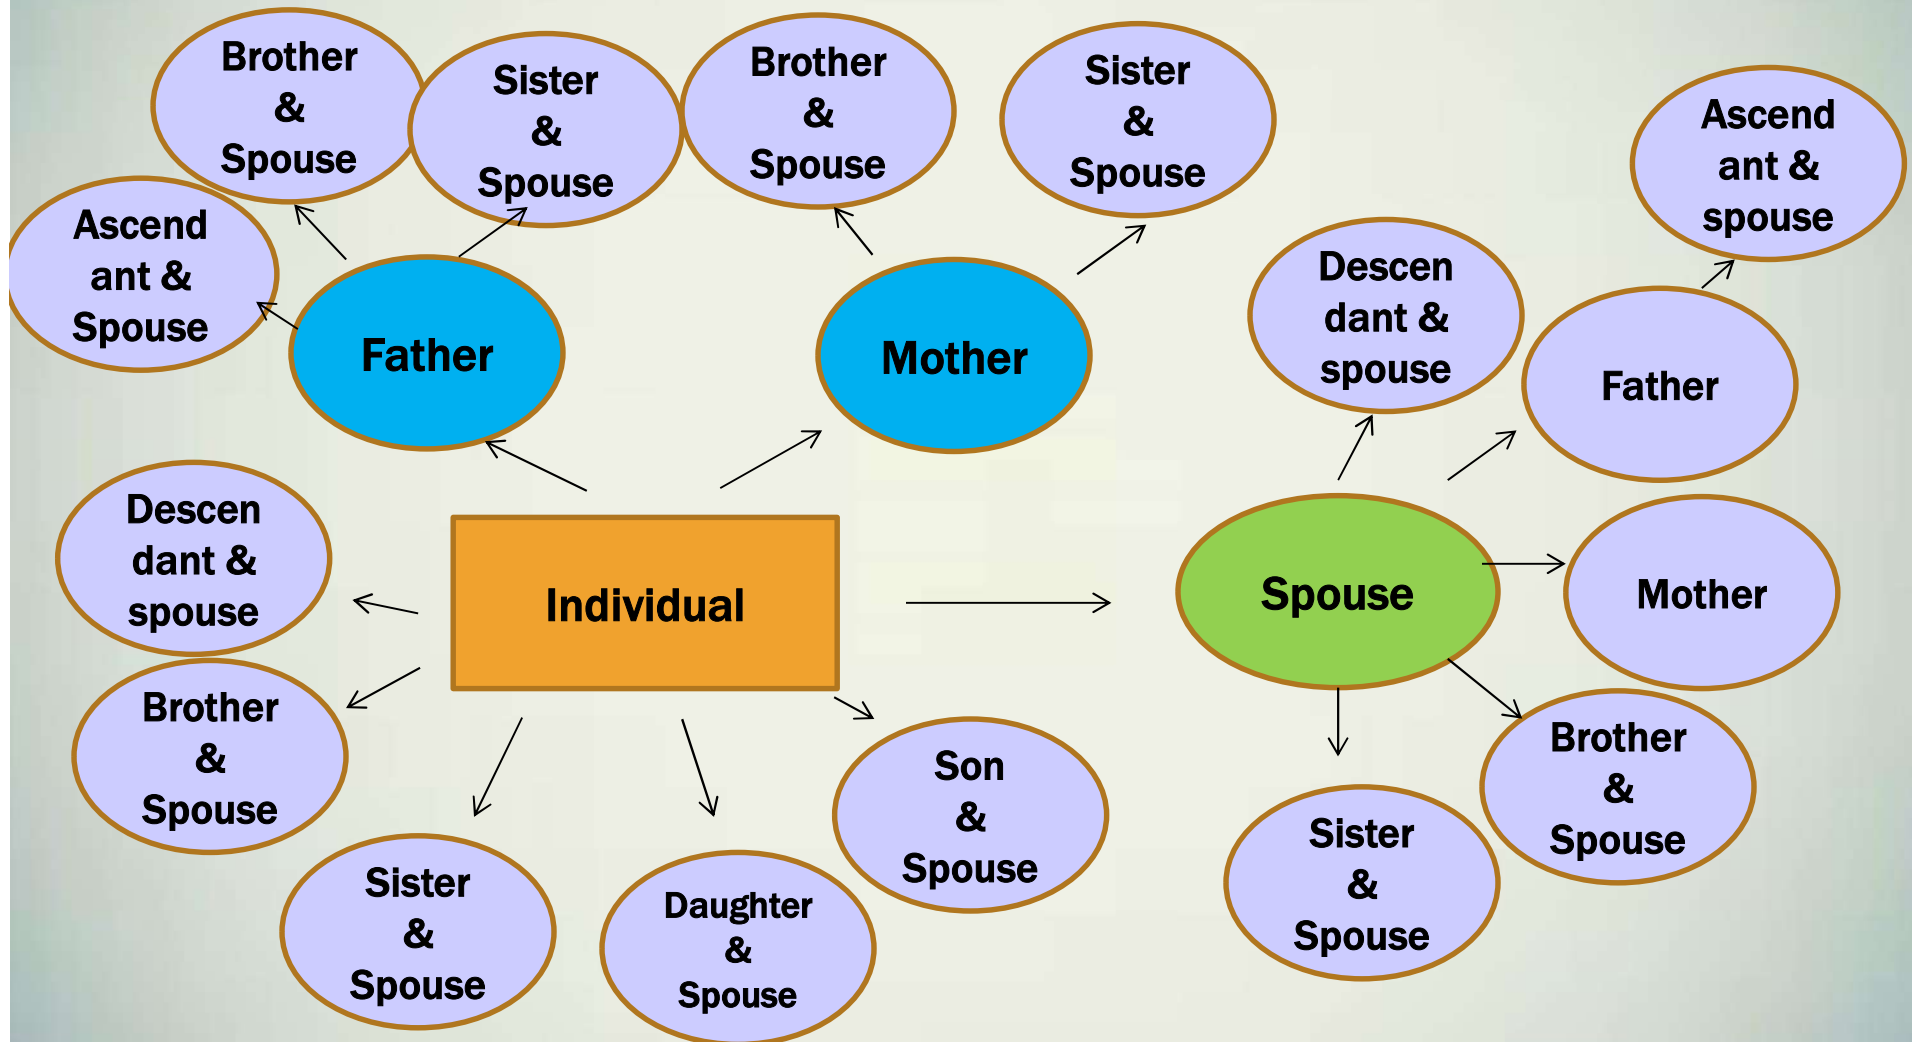 Brother
&
Spouse
Sister
&
Spouse
Brother
&
Spouse
Sister
&
Spouse
Ascend
ant &
spouse
Ascend
ant &
Spouse
Father
Mother
Descen
dant &
spouse
Father
Descen
dant &
spouse
Individual
Spouse
Mother
Brother
&
Spouse
Sister
&
Spouse
Daughter
&
Spouse
Son
&
Spouse
Sister
&
Spouse
Brother
&
Spouse